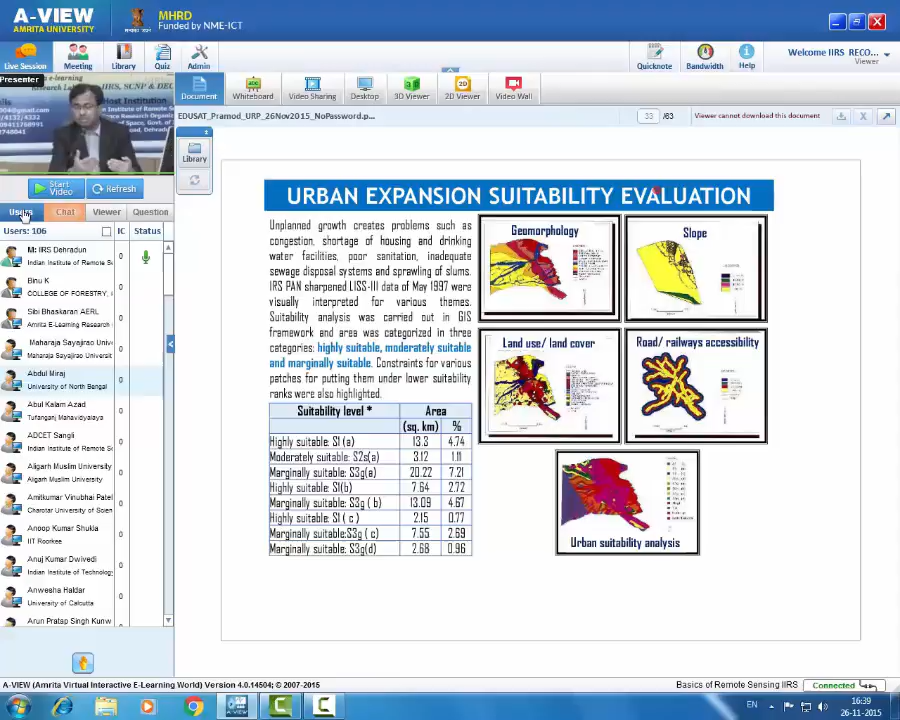 A-VIEW
AMRITA UNIVERSITY
MHRD
Funded by NME-ICT
Live Session
Meeting
Library
Quiz
Admin
Quicknote
Bandwidth
Help
Welcome IIRS RECO...
Viewer
Presenter
Document
Whiteboard
Video Sharing
Desktop
3D Viewer
2D Viewer
Video Wall
EDUSAT_Pramod_URP_26Nov2015_NoPassword.p...
33 /63
Viewer cannot download this document
Library
Start Video
Refresh
Users
Chat
Viewer
Question
Users: 106
IC
Status
M: IIRS Dehradun
Indian Institute of Remote S
0
Binu K
COLLEGE OF FORESTRY,
0
Sibi Bhaskaran AERL
Amrita E-Learning Research
0
Maharaja Sayajirao Univ
Maharaja Sayajirao Universit
0
Abdul Miraj
University of North Bengal
0
Abul Kalam Azad
Tufanganj Mahavidyalaya
0
ADCET Sangli
Indian Institute of Remote S
0
Aligarh Muslim University
Aligarh Muslim University
0
Amitkumar Vinubhai Patel
Charotar University of Scien
0
Anoop Kumar Shukla
IIT Roorkee
0
Anuj Kumar Dwivedi
Indian Institute of Technolog
0
Anwesha Haldar
University of Calcutta
0
Arun Pratap Singh Kunw
URBAN EXPANSION SUITABILITY EVALUATION
Unplanned growth creates problems such as
congestion, shortage of housing and drinking
water facilities, poor sanitation, inadequate
sewage disposal systems and sprawling of slums.
IRS PAN sharpened LISS-III data of May 1997 were
visually interpreted for various themes.
Suitability analysis was carried out in GIS
framework and area was categorized in three
categories: highly suitable, moderately suitable
and marginally suitable. Constraints for various
patches for putting them under lower suitability
ranks were also highlighted.
Suitability level * Area
(sq. km) %
Highly suitable: S1 (a) 13.3 4.74
Moderately suitable: S2s(a) 3.12 1.11
Marginally suitable: S3g(a) 20.22 7.21
Highly suitable: S1(b) 7.64 2.72
Marginally suitable: S3g ( b) 13.09 4.67
Highly suitable: S1 ( c ) 2.15 0.77
Marginally suitable:S3g ( c) 7.55 2.69
Marginally suitable: S3g(d) 2.68 0.96
Geomorphology
Slope
Land use/ land cover
Road/ railways accessibility
Urban suitability analysis
A-VIEW (Amrita Virtual Interactive E-Learning World) Version 4.0.14504; © 2007-2015
Basics of Remote Sensing IIRS
Connected
EN
16:39
26-11-2015